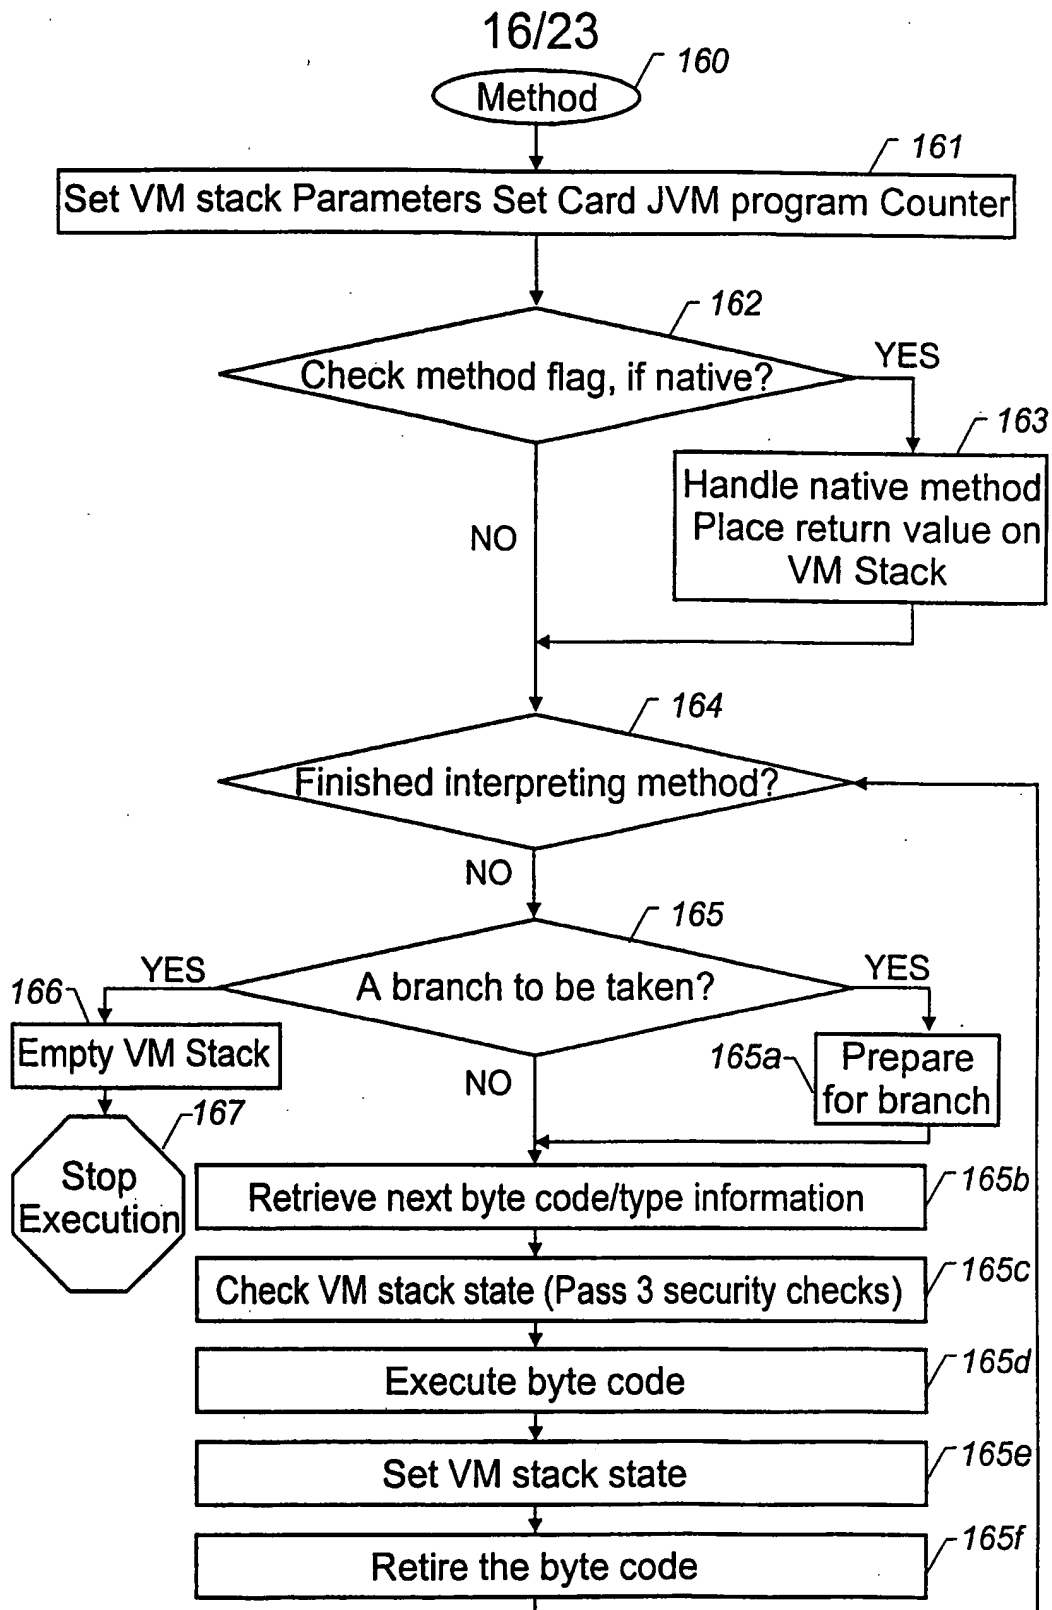 16/23
160
Method
161
Set VM stack Parameters Set Card JVM program Counter
162
Check method flag, if native?
YES
163
Handle native method
Place return value on
VM Stack
NO
164
Finished interpreting method?
NO
165
A branch to be taken?
YES
YES
166
Empty VM Stack
165a
Prepare
for branch
NO
167
Stop
Execution
Retrieve next byte code/type information
165b
Check VM stack state (Pass 3 security checks)
165c
Execute byte code
165d
Set VM stack state
165e
Retire the byte code
165f